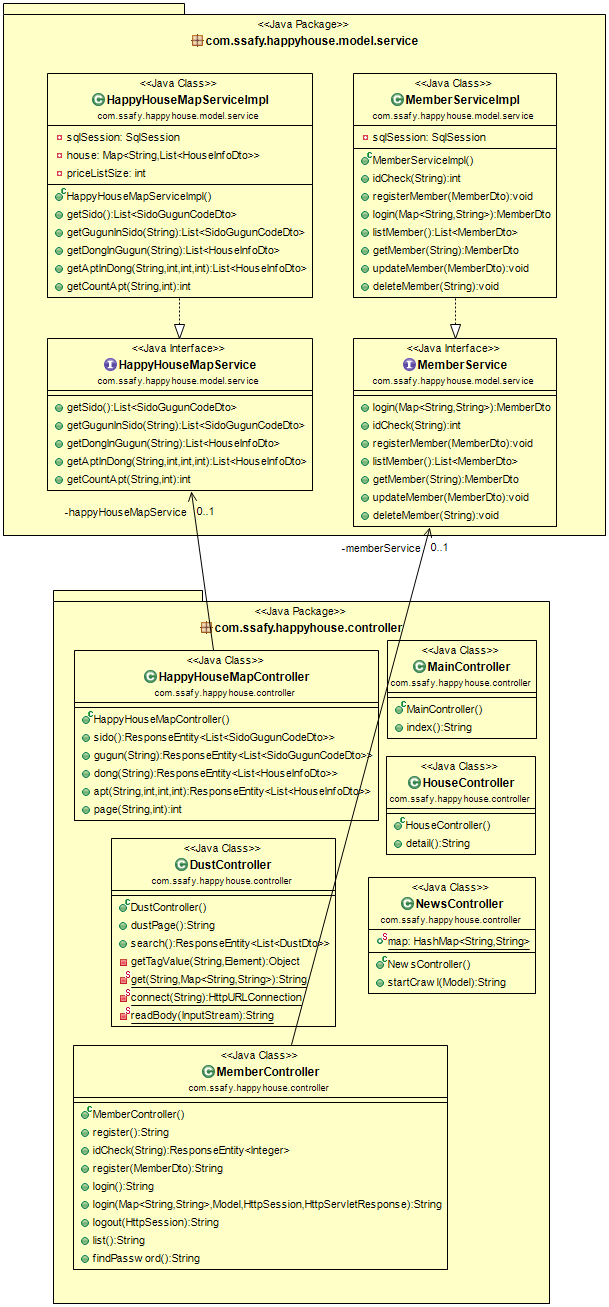 <<Java Package>>
com.ssafy.happyhouse.model.service
<<Java Class>>
HappyHouseMapServiceImpl
com.ssafy.happyhouse.model.service
sqlSession: SqlSession
house: Map<String,List<HouseInfoDto>>
priceListSize: int
HappyHouseMapServiceImpl()
getSido():List<SidoGugunCodeDto>
getGugunInSido(String):List<SidoGugunCodeDto>
getDongInGugun(String):List<HouseInfoDto>
getAptInDong(String,int,int,int):List<HouseInfoDto>
getCountApt(String,int):int
<<Java Class>>
MemberServiceImpl
com.ssafy.happyhouse.model.service
sqlSession: SqlSession
MemberServiceImpl()
idCheck(String):int
registerMember(MemberDto):void
login(Map<String,String>):MemberDto
listMember():List<MemberDto>
getMember(String):MemberDto
updateMember(MemberDto):void
deleteMember(String):void
<<Java Interface>>
HappyHouseMapService
com.ssafy.happyhouse.model.service
getSido():List<SidoGugunCodeDto>
getGugunInSido(String):List<SidoGugunCodeDto>
getDongInGugun(String):List<HouseInfoDto>
getAptInDong(String,int,int,int):List<HouseInfoDto>
getCountApt(String,int):int
<<Java Interface>>
MemberService
com.ssafy.happyhouse.model.service
login(Map<String,String>):MemberDto
idCheck(String):int
registerMember(MemberDto):void
listMember():List<MemberDto>
getMember(String):MemberDto
updateMember(MemberDto):void
deleteMember(String):void
-happyHouseMapService 0..1
-memberService 0..1
<<Java Package>>
com.ssafy.happyhouse.controller
<<Java Class>>
HappyHouseMapController
com.ssafy.happyhouse.controller
HappyHouseMapController()
sido():ResponseEntity<List<SidoGugunCodeDto>>
gugun(String):ResponseEntity<List<SidoGugunCodeDto>>
dong(String):ResponseEntity<List<HouseInfoDto>>
apt(String,int,int,int):ResponseEntity<List<HouseInfoDto>>
page(String,int):int
<<Java Class>>
MainController
com.ssafy.happyhouse.controller
MainController()
index():String
<<Java Class>>
HouseController
com.ssafy.happyhouse.controller
HouseController()
detail():String
<<Java Class>>
DustController
com.ssafy.happyhouse.controller
DustController()
dustPage():String
search():ResponseEntity<List<DustDto>>
getTagValue(String,Element):Object
get(String,Map<String,String>):String
connect(String):HttpURLConnection
readBody(InputStream):String
<<Java Class>>
NewsController
com.ssafy.happyhouse.controller
map: HashMap<String,String>
NewsController()
startCrawl(Model):String
<<Java Class>>
MemberController
com.ssafy.happyhouse.controller
MemberController()
register():String
idCheck(String):ResponseEntity<Integer>
register(MemberDto):String
login():String
login(Map<String,String>,Model,HttpSession,HttpServletResponse):String
logout(HttpSession):String
list():String
findPassword():String